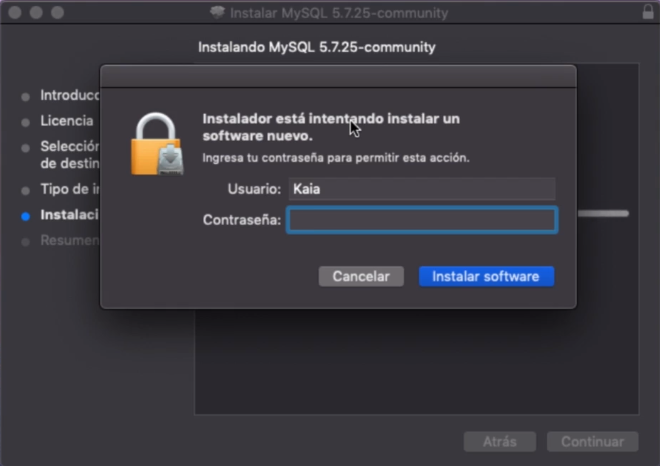 Instalar MySQL 5.7.25-community
Instalando MySQL 5.7.25-community
Introducc
Licencia
Selección
de destin
Tipo de in
Instalaci
Resumen
Instalador está intentando instalar un
software nuevo.
Ingresa tu contraseña para permitir esta acción.
Usuario: Kaia
Contraseña:
Cancelar Instalar software
Atrás Continuar